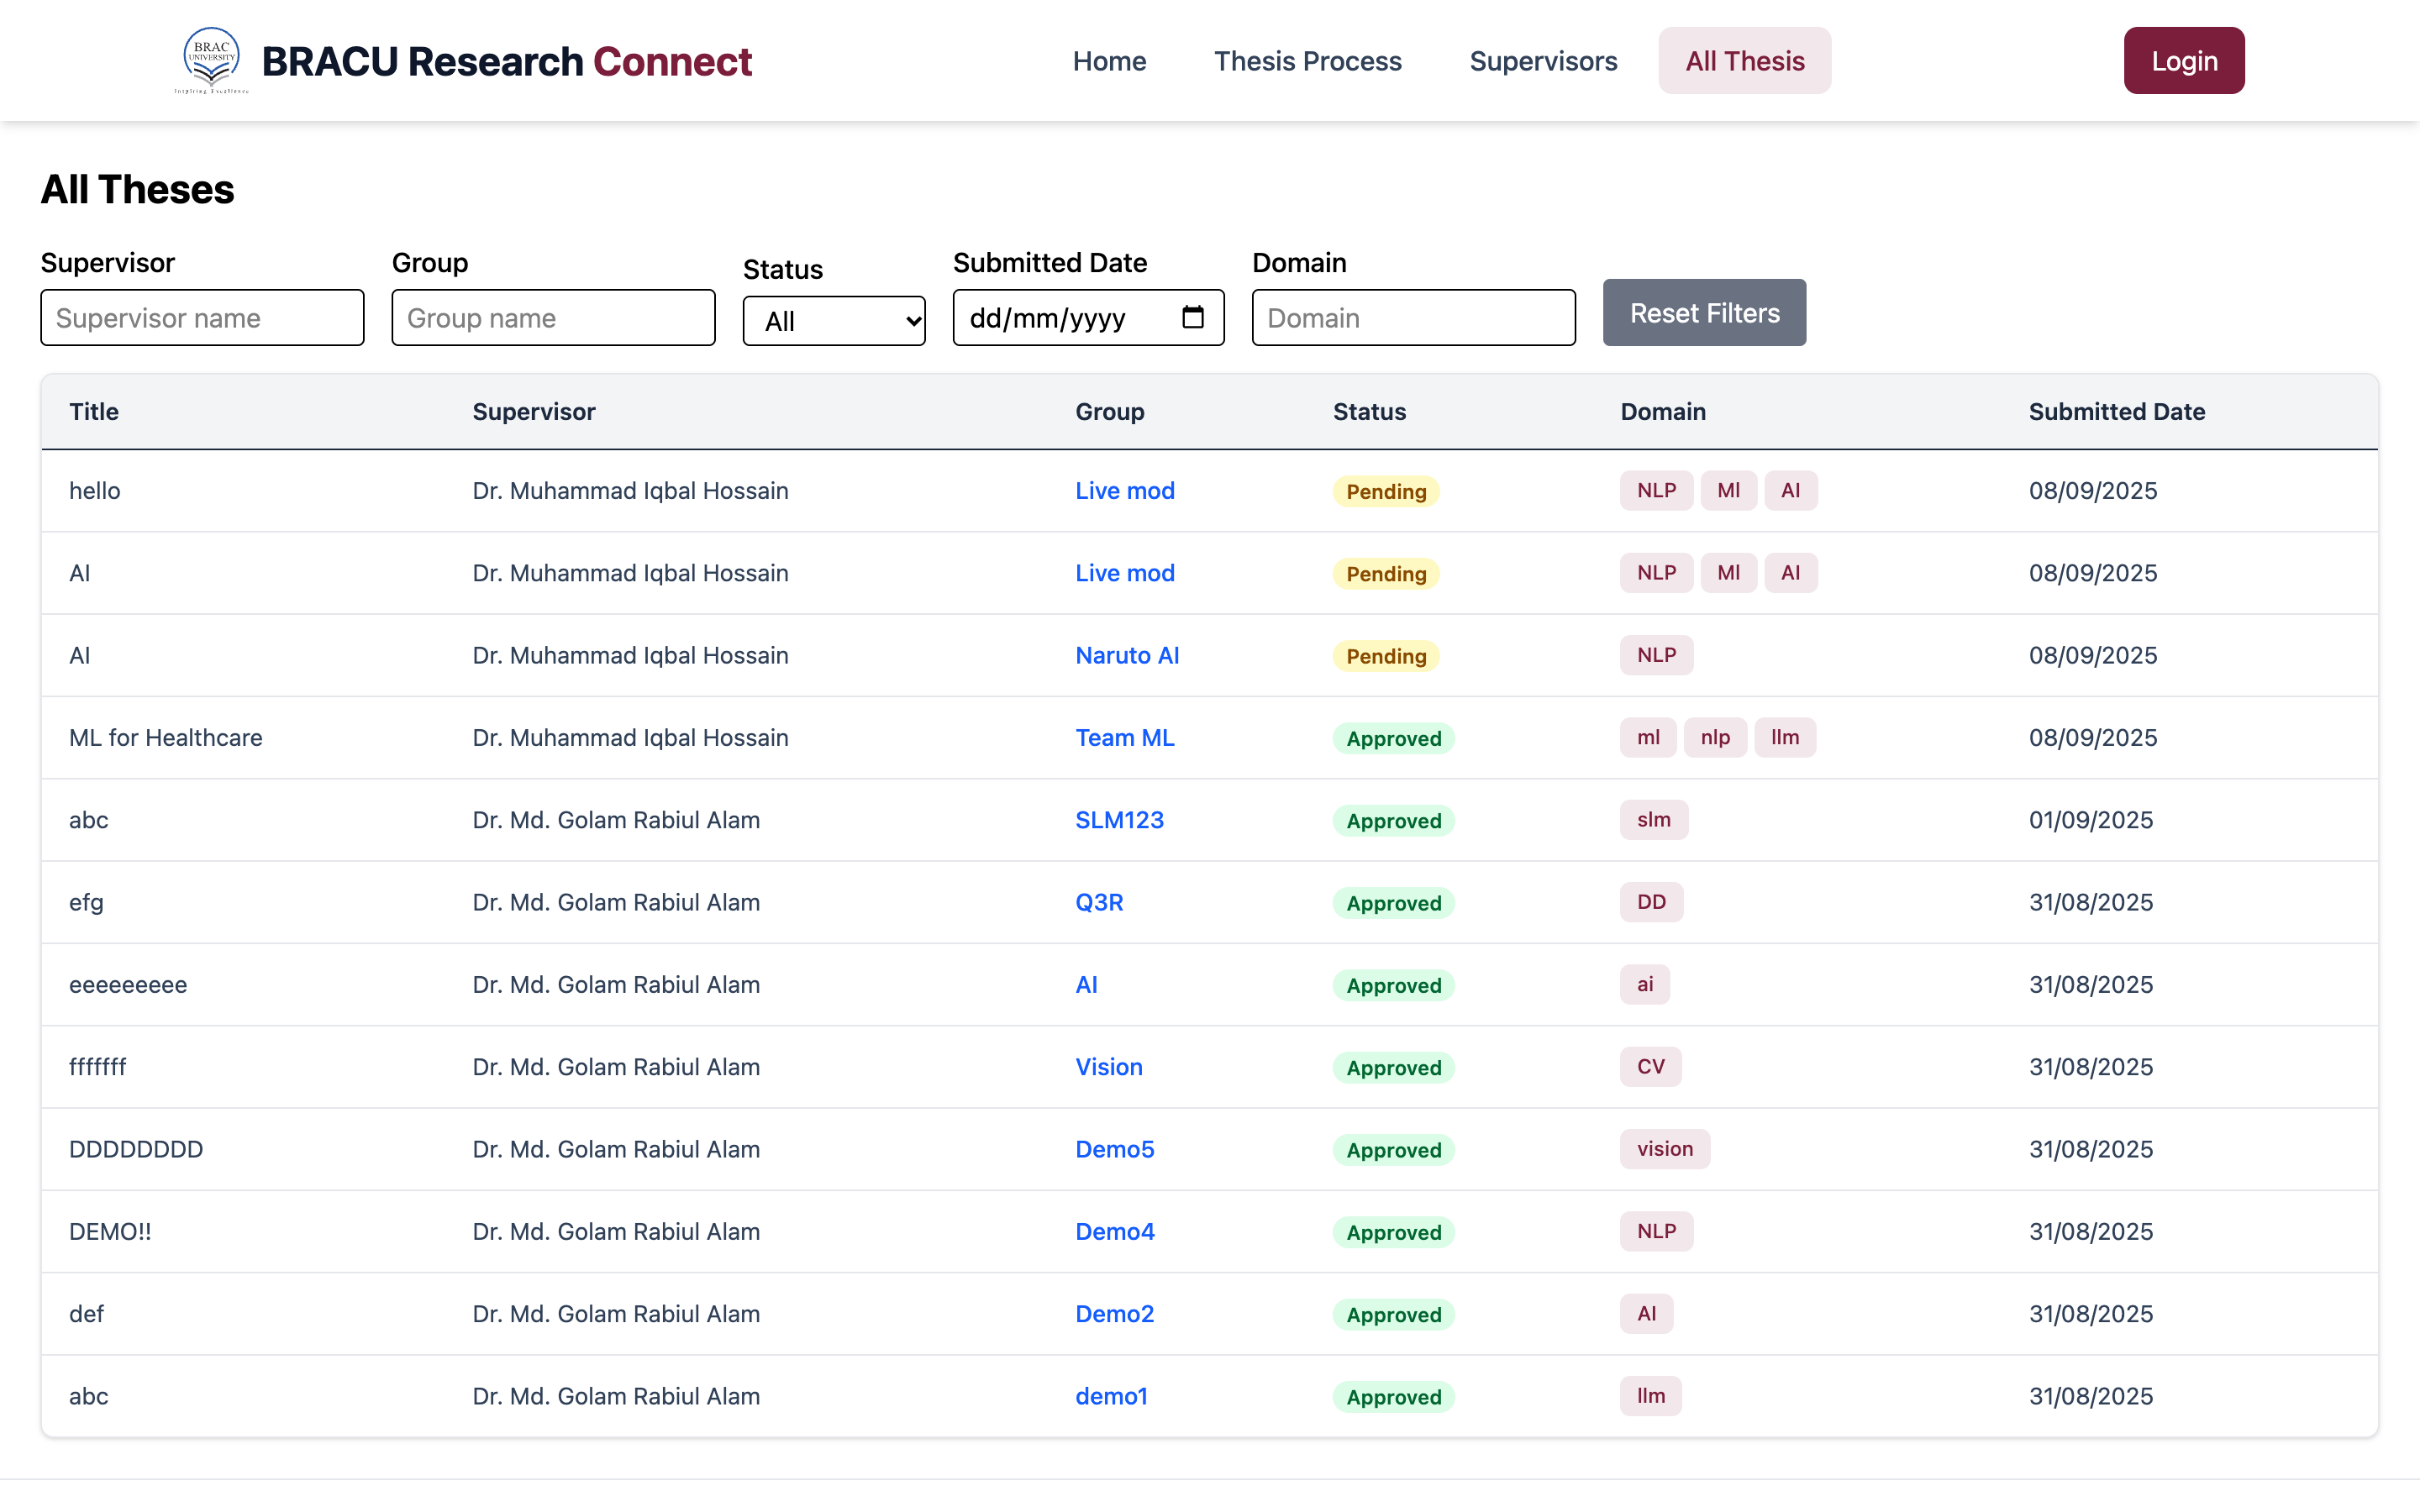 BRAC
UNIVERSITY
Inspiring Excellence
BRACU Research Connect
Home Thesis Process Supervisors All Thesis Login
All Theses
Supervisor Group Status Submitted Date Domain
Supervisor name Group name All dd/mm/yyyy Domain Reset Filters
Title Supervisor Group Status Domain Submitted Date
hello Dr. Muhammad Iqbal Hossain Live mod Pending NLP Ml AI 08/09/2025
AI Dr. Muhammad Iqbal Hossain Live mod Pending NLP Ml AI 08/09/2025
AI Dr. Muhammad Iqbal Hossain Naruto AI Pending NLP 08/09/2025
ML for Healthcare Dr. Muhammad Iqbal Hossain Team ML Approved ml nlp llm 08/09/2025
abc Dr. Md. Golam Rabiul Alam SLM123 Approved slm 01/09/2025
efg Dr. Md. Golam Rabiul Alam Q3R Approved DD 31/08/2025
eeeeeeeee Dr. Md. Golam Rabiul Alam AI Approved ai 31/08/2025
fffffff Dr. Md. Golam Rabiul Alam Vision Approved CV 31/08/2025
DDDDDDDD Dr. Md. Golam Rabiul Alam Demo5 Approved vision 31/08/2025
DEMO!! Dr. Md. Golam Rabiul Alam Demo4 Approved NLP 31/08/2025
def Dr. Md. Golam Rabiul Alam Demo2 Approved AI 31/08/2025
abc Dr. Md. Golam Rabiul Alam demo1 Approved llm 31/08/2025